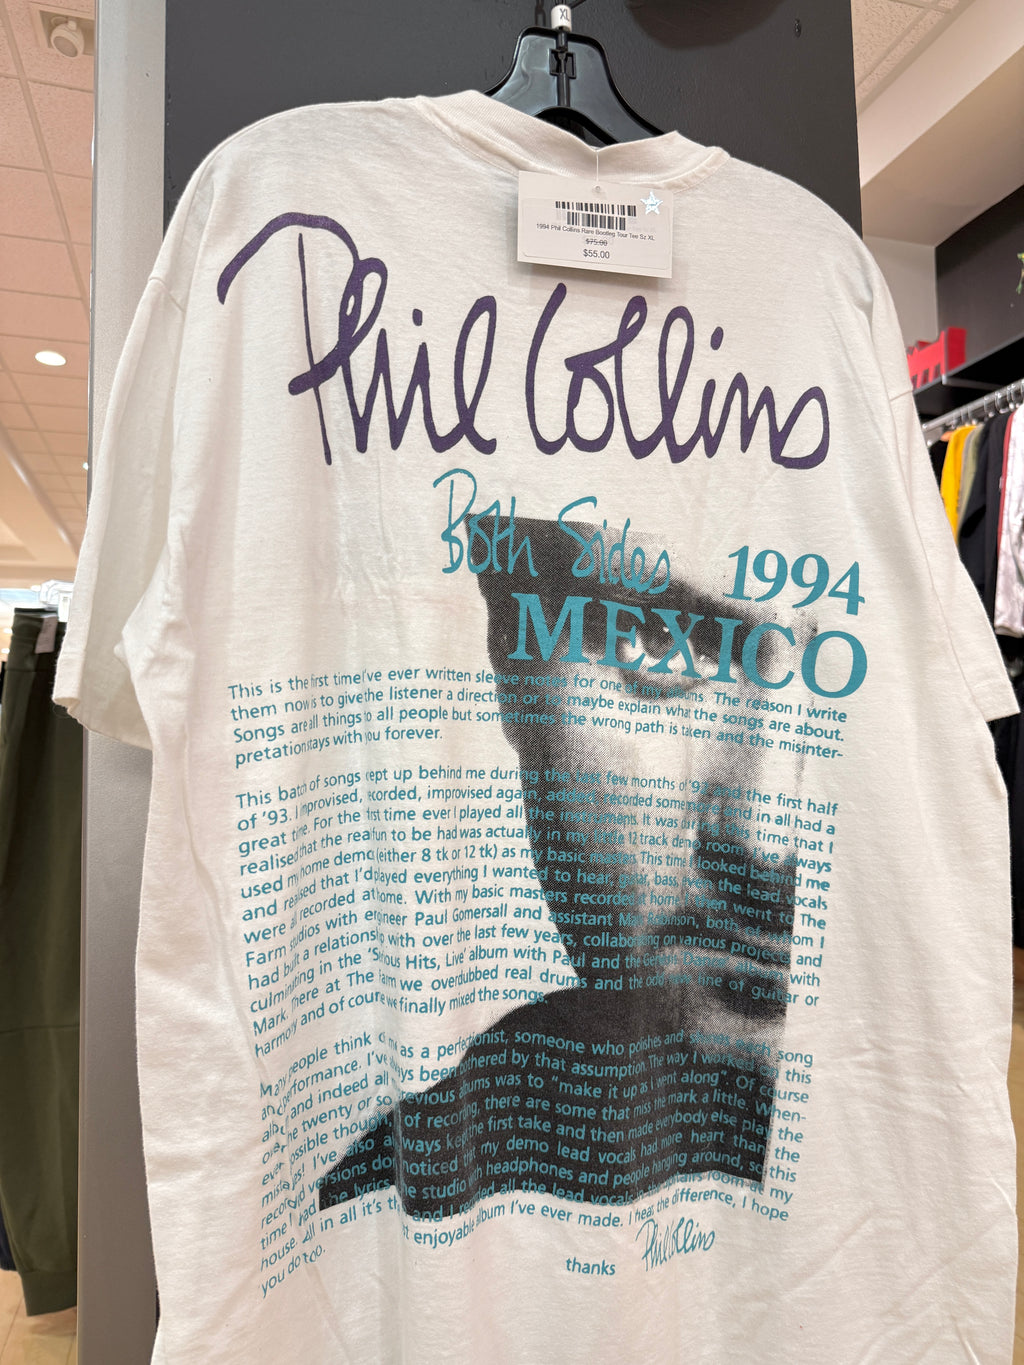 XL
1994 Phil Collins Rare Bootleg Tour Tee Sz XL
$75.00
$55.00
Phil Collins
Both Sides 1994
MEXICO
This is the first time I've ever written sleeve notes for one of my albums. The reason I write
them now is to give the listener a direction or to maybe explain what the songs are about.
Songs are all things to all people but sometimes the wrong path is taken and the misinter-
pretation stays with you forever.
This batch of songs kept up behind me during the last few months of '92 and the first half
of '93. I improvised, recorded, improvised again, added, recorded some more and in all had a
great time. For the first time ever I played all the instruments. It was during this time that I
realised that the real fun to be had was actually in my little 12 track demo room. I've always
used my home demo (either 8 tk or 12 tk) as my basic masters. This time I looked behind me
and realised that I'd played everything I wanted to hear, guitar, bass, even the lead vocals
were all recorded at home. With my basic masters recorded at home I then went to The
Farm studios with engineer Paul Gomersall and assistant Mark Robinson, both of whom I
had built a relationship with over the last few years, collaborating on various projects and
culminating in the 'Serious Hits, Live' album with Paul and the Genesis album with
Mark. There at The Farm we overdubbed real drums and the odd line of guitar or
harmony and of course we finally mixed the songs.
Many people think of me as a perfectionist, someone who polishes and each song
and performance. I've always been bothered by that assumption. The way I worked on this
album and indeed all previous albums was to "make it up as I went along". Of course
over the twenty or so of recording, there are some that miss the mark a little. When-
ever possible though I always kept the first take and then made everybody else play the
mistakes! I've also noticed that my demo lead vocals had more heart than the
recorded versions done in the studio with headphones and people hanging around, so this
time I had the lyrics and I recorded all the lead vocals room at my
house. All in all it's the most enjoyable album I've ever made. I hear the difference, I hope
you do too.
thanks Phil Collins